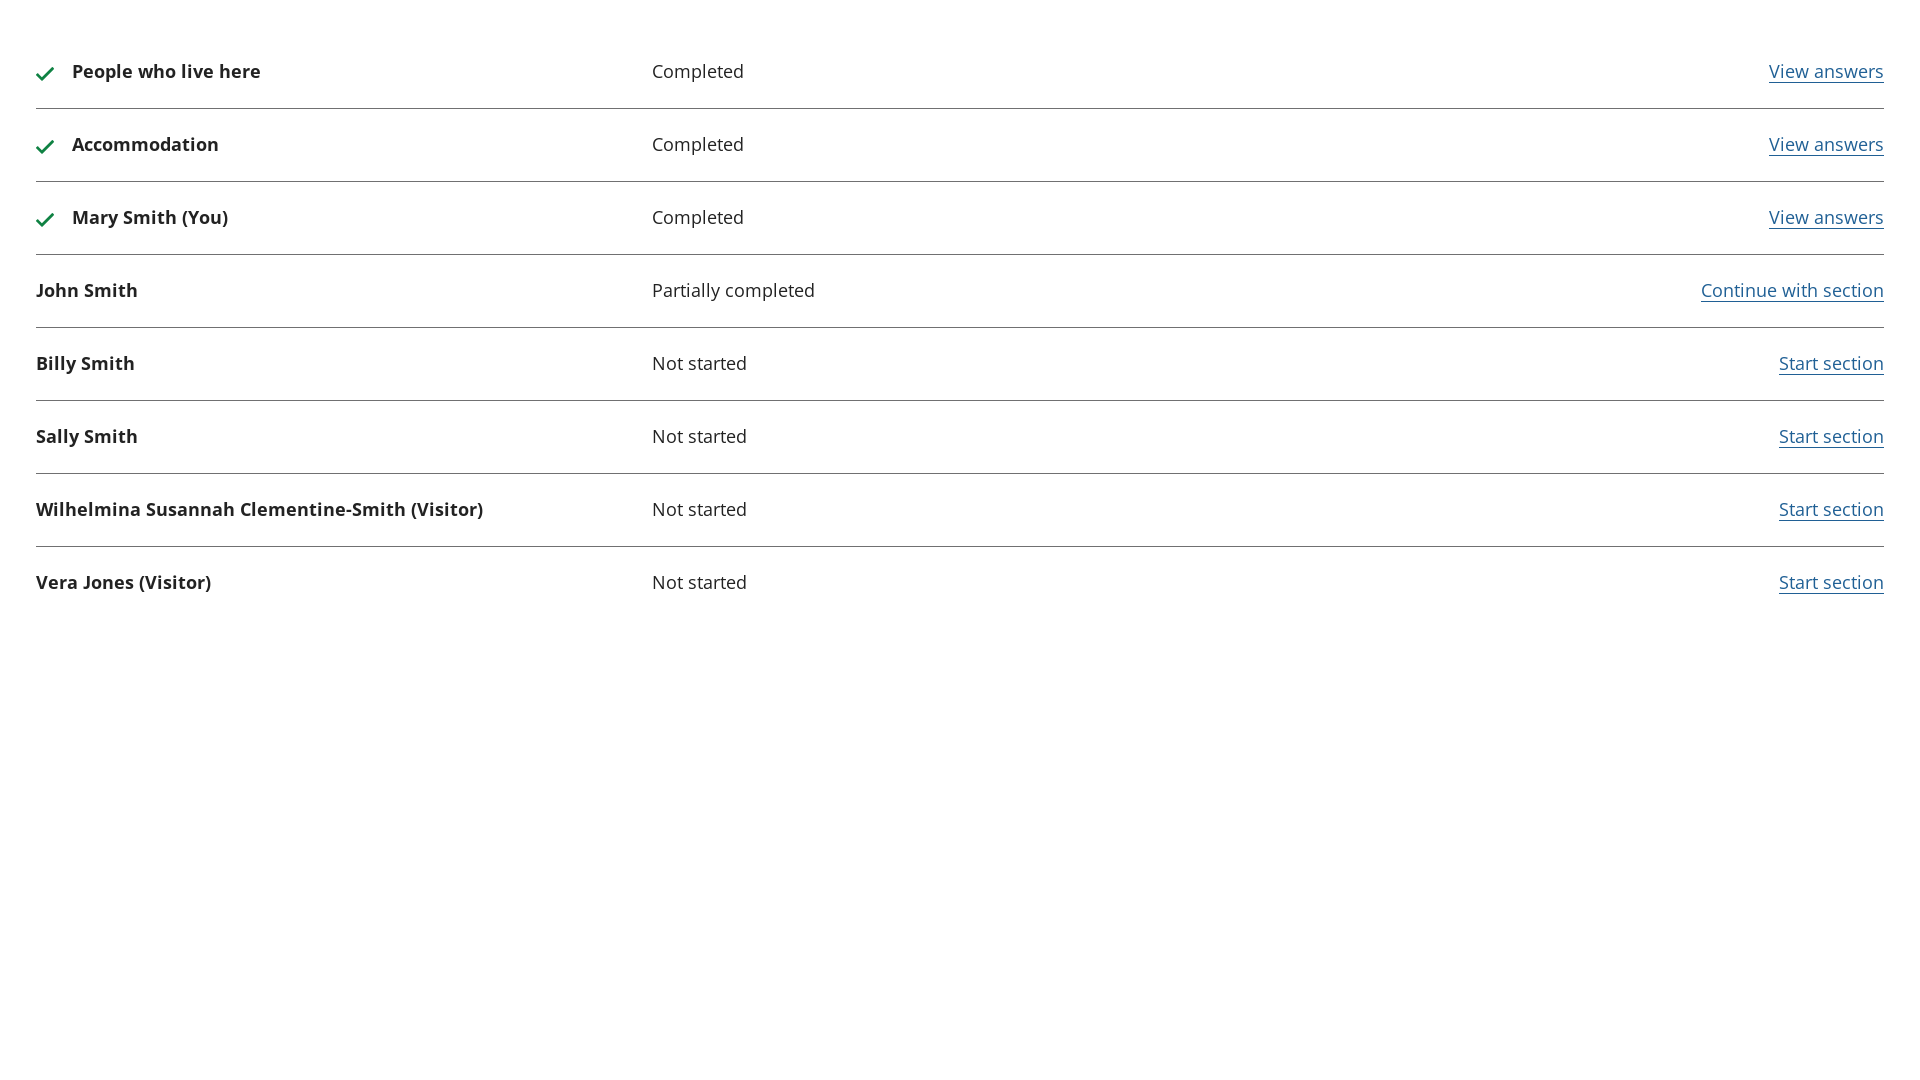 People who live here Completed View answers
Accommodation Completed View answers
Mary Smith (You) Completed View answers
John Smith Partially completed Continue with section
Billy Smith Not started Start section
Sally Smith Not started Start section
Wilhelmina Susannah Clementine-Smith (Visitor) Not started Start section
Vera Jones (Visitor) Not started Start section